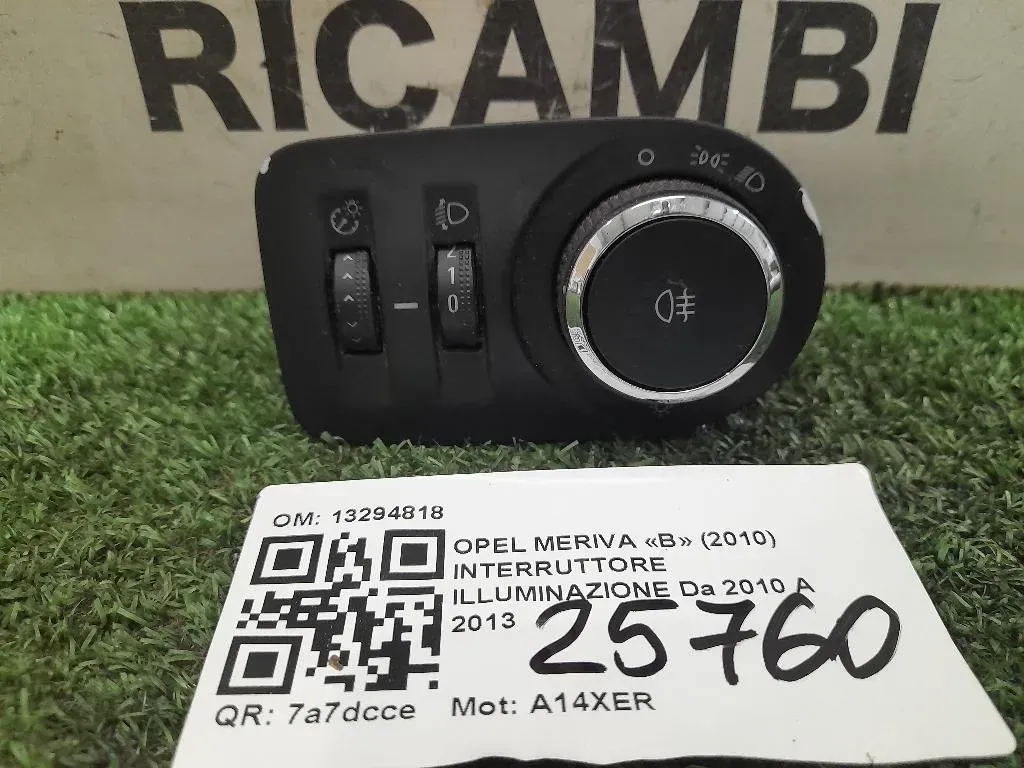 RICAMBI
2
1
0
OM: 13294818
OPEL MERIVA «B» (2010)
INTERRUTTORE
ILLUMINAZIONE Da 2010 A
2013
25760
QR: 7a7dcce
Mot: A14XER